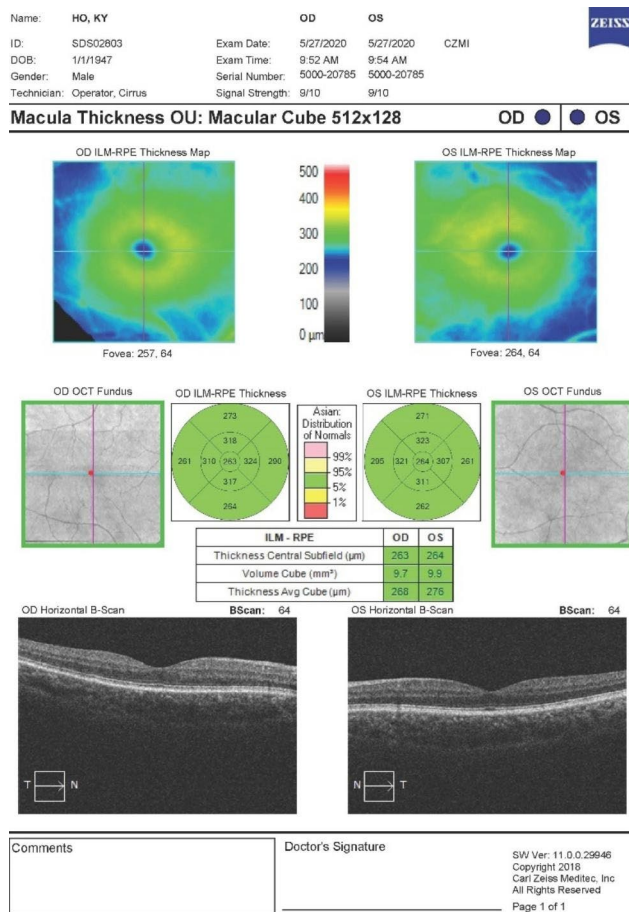 Name: HO, KY OD OS
ZEISS
ID: SDS02803 Exam Date: 5/27/2020 5/27/2020 CZMI
DOB: 1/1/1947 Exam Time: 9:52 AM 9:54 AM
Gender: Male Serial Number: 5000-20785 5000-20785
Technician: Operator, Cirrus Signal Strength: 9/10 9/10
Macula Thickness OU: Macular Cube 512x128 OD OS
OD ILM-RPE Thickness Map OS ILM-RPE Thickness Map
500
400
300
200
100
0 µm
Fovea: 257, 64 Fovea: 264, 64
OD OCT Fundus OD ILM-RPE Thickness OS ILM-RPE Thickness OS OCT Fundus
Asian:
Distribution
of Normals
99%
95%
5%
1%
273
318
261 310 263 324 290
317
264
271
323
295 321 264 307 261
311
262
ILM - RPE OD OS
Thickness Central Subfield (µm) 263 264
Volume Cube (mm³) 9.7 9.9
Thickness Avg Cube (µm) 268 276
OD Horizontal B-Scan BScan: 64 OS Horizontal B-Scan BScan: 64
T N N T
Comments Doctor's Signature
SW Ver: 11.0.0.29946
Copyright 2018
Carl Zeiss Meditec, Inc
All Rights Reserved
Page 1 of 1